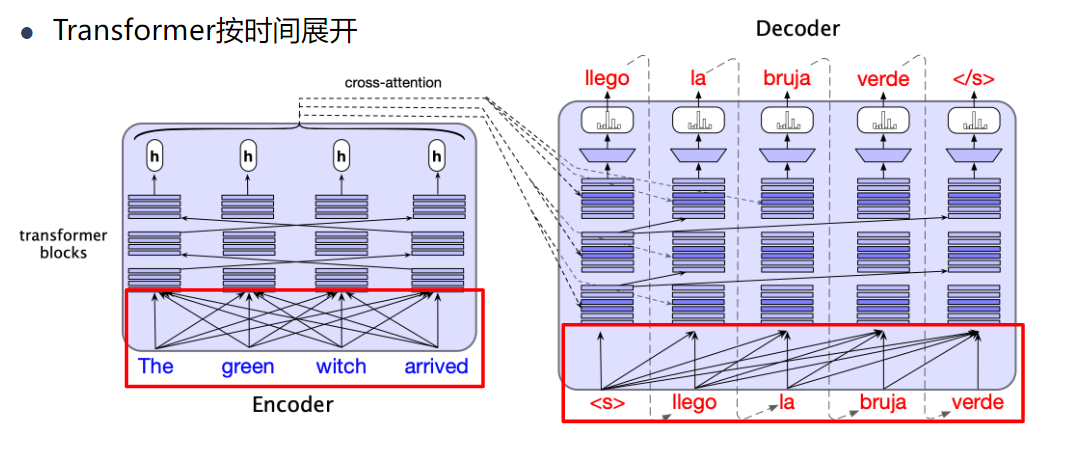 Transformer按时间展开
Decoder
cross-attention
llego la bruja verde </s>
h h h h
transformer
blocks
The green witch arrived
Encoder
<s> llego la bruja verde